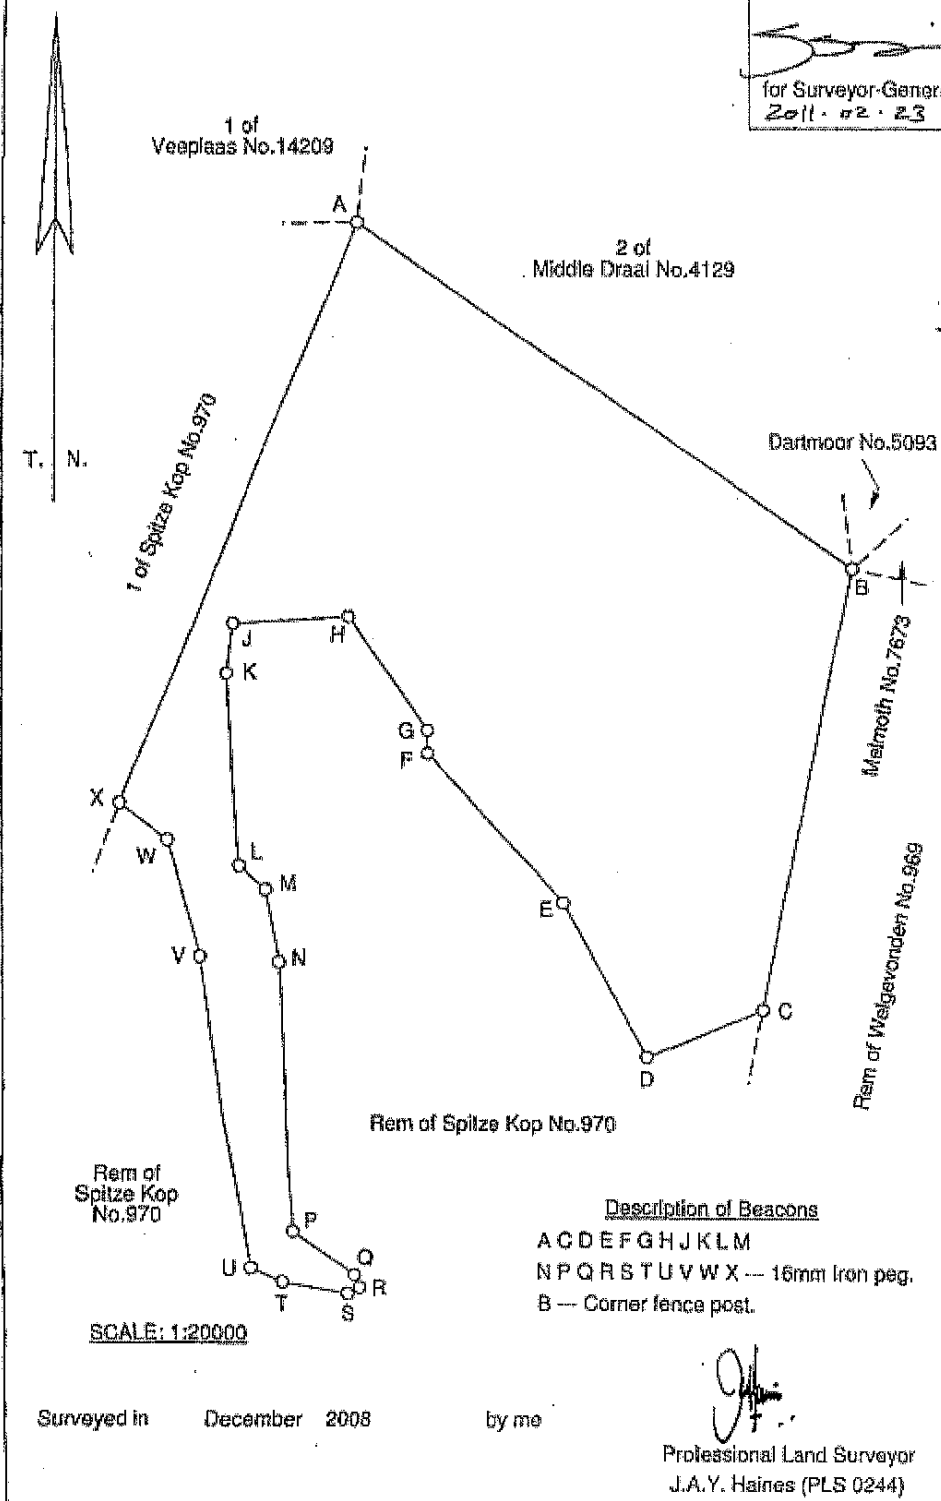 for Surveyor-Gener
2011.02.23
1 of
Veeplaas No.14209
A
2 of
Middle Draai No.4129
1 of Spitze Kop No.970
T. N.
Dartmoor No.5093
B
Melmoth No.7673
J
H
K
G
F
X
W
L
M
E
V
N
Rem of Welgevonden No.969
C
D
Rem of Spitze Kop No.970
Rem of
Spitze Kop
No.970
P
Q
U
R
T
S
Description of Beacons
A C D E F G H J K L M
N P Q R S T U V W X --- 16mm Iron peg.
B --- Corner fence post.
SCALE: 1:20000
Surveyed in December 2008 by me
Professional Land Surveyor
J.A.Y. Haines (PLS 0244)